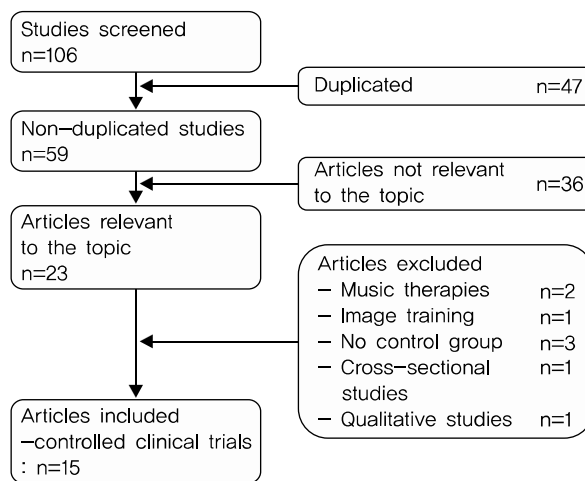 Studies screened
n=106
Duplicated n=47
Non-duplicated studies
n=59
Articles not relevant
to the topic n=36
Articles relevant
to the topic
n=23
Articles excluded
- Music therapies n=2
- Image training n=1
- No control group n=3
- Cross-sectional n=1
studies
- Qualitative studies n=1
Articles included
-controlled clinical trials
: n=15